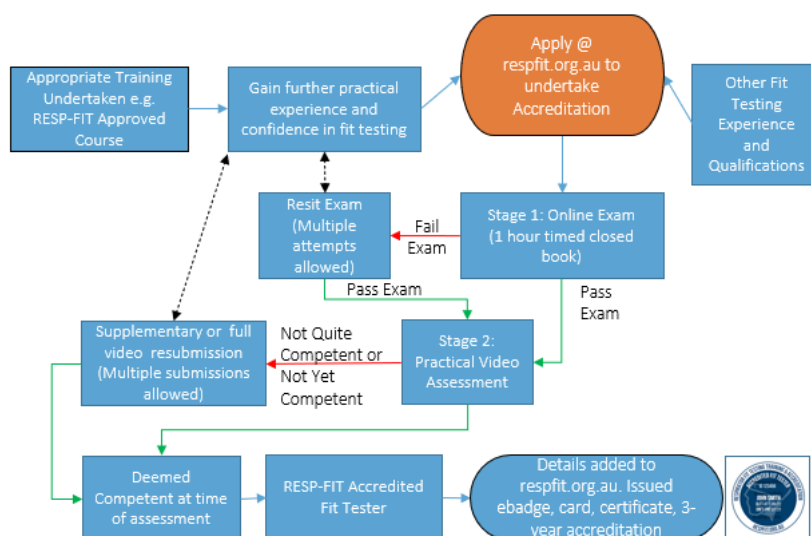 Appropriate Training
Undertaken e.g.
RESP-FIT Approved
Course
Gain further practical
experience and
confidence in fit testing
Apply @
respfit.org.au to
undertake
Accreditation
Other Fit
Testing
Experience
and
Qualifications
Resit Exam
(Multiple
attempts
allowed)
Fail
Exam
Stage 1: Online Exam
(1 hour timed closed
book)
Pass Exam
Pass
Exam
Supplementary or full
video resubmission
(Multiple submissions
allowed)
Not Quite
Competent or
Not Yet
Competent
Stage 2:
Practical Video
Assessment
Deemed
Competent at time
of assessment
RESP-FIT Accredited
Fit Tester
Details added to
respfit.org.au. Issued
ebadge, card, certificate, 3-
year accreditation
JOHN SMITH